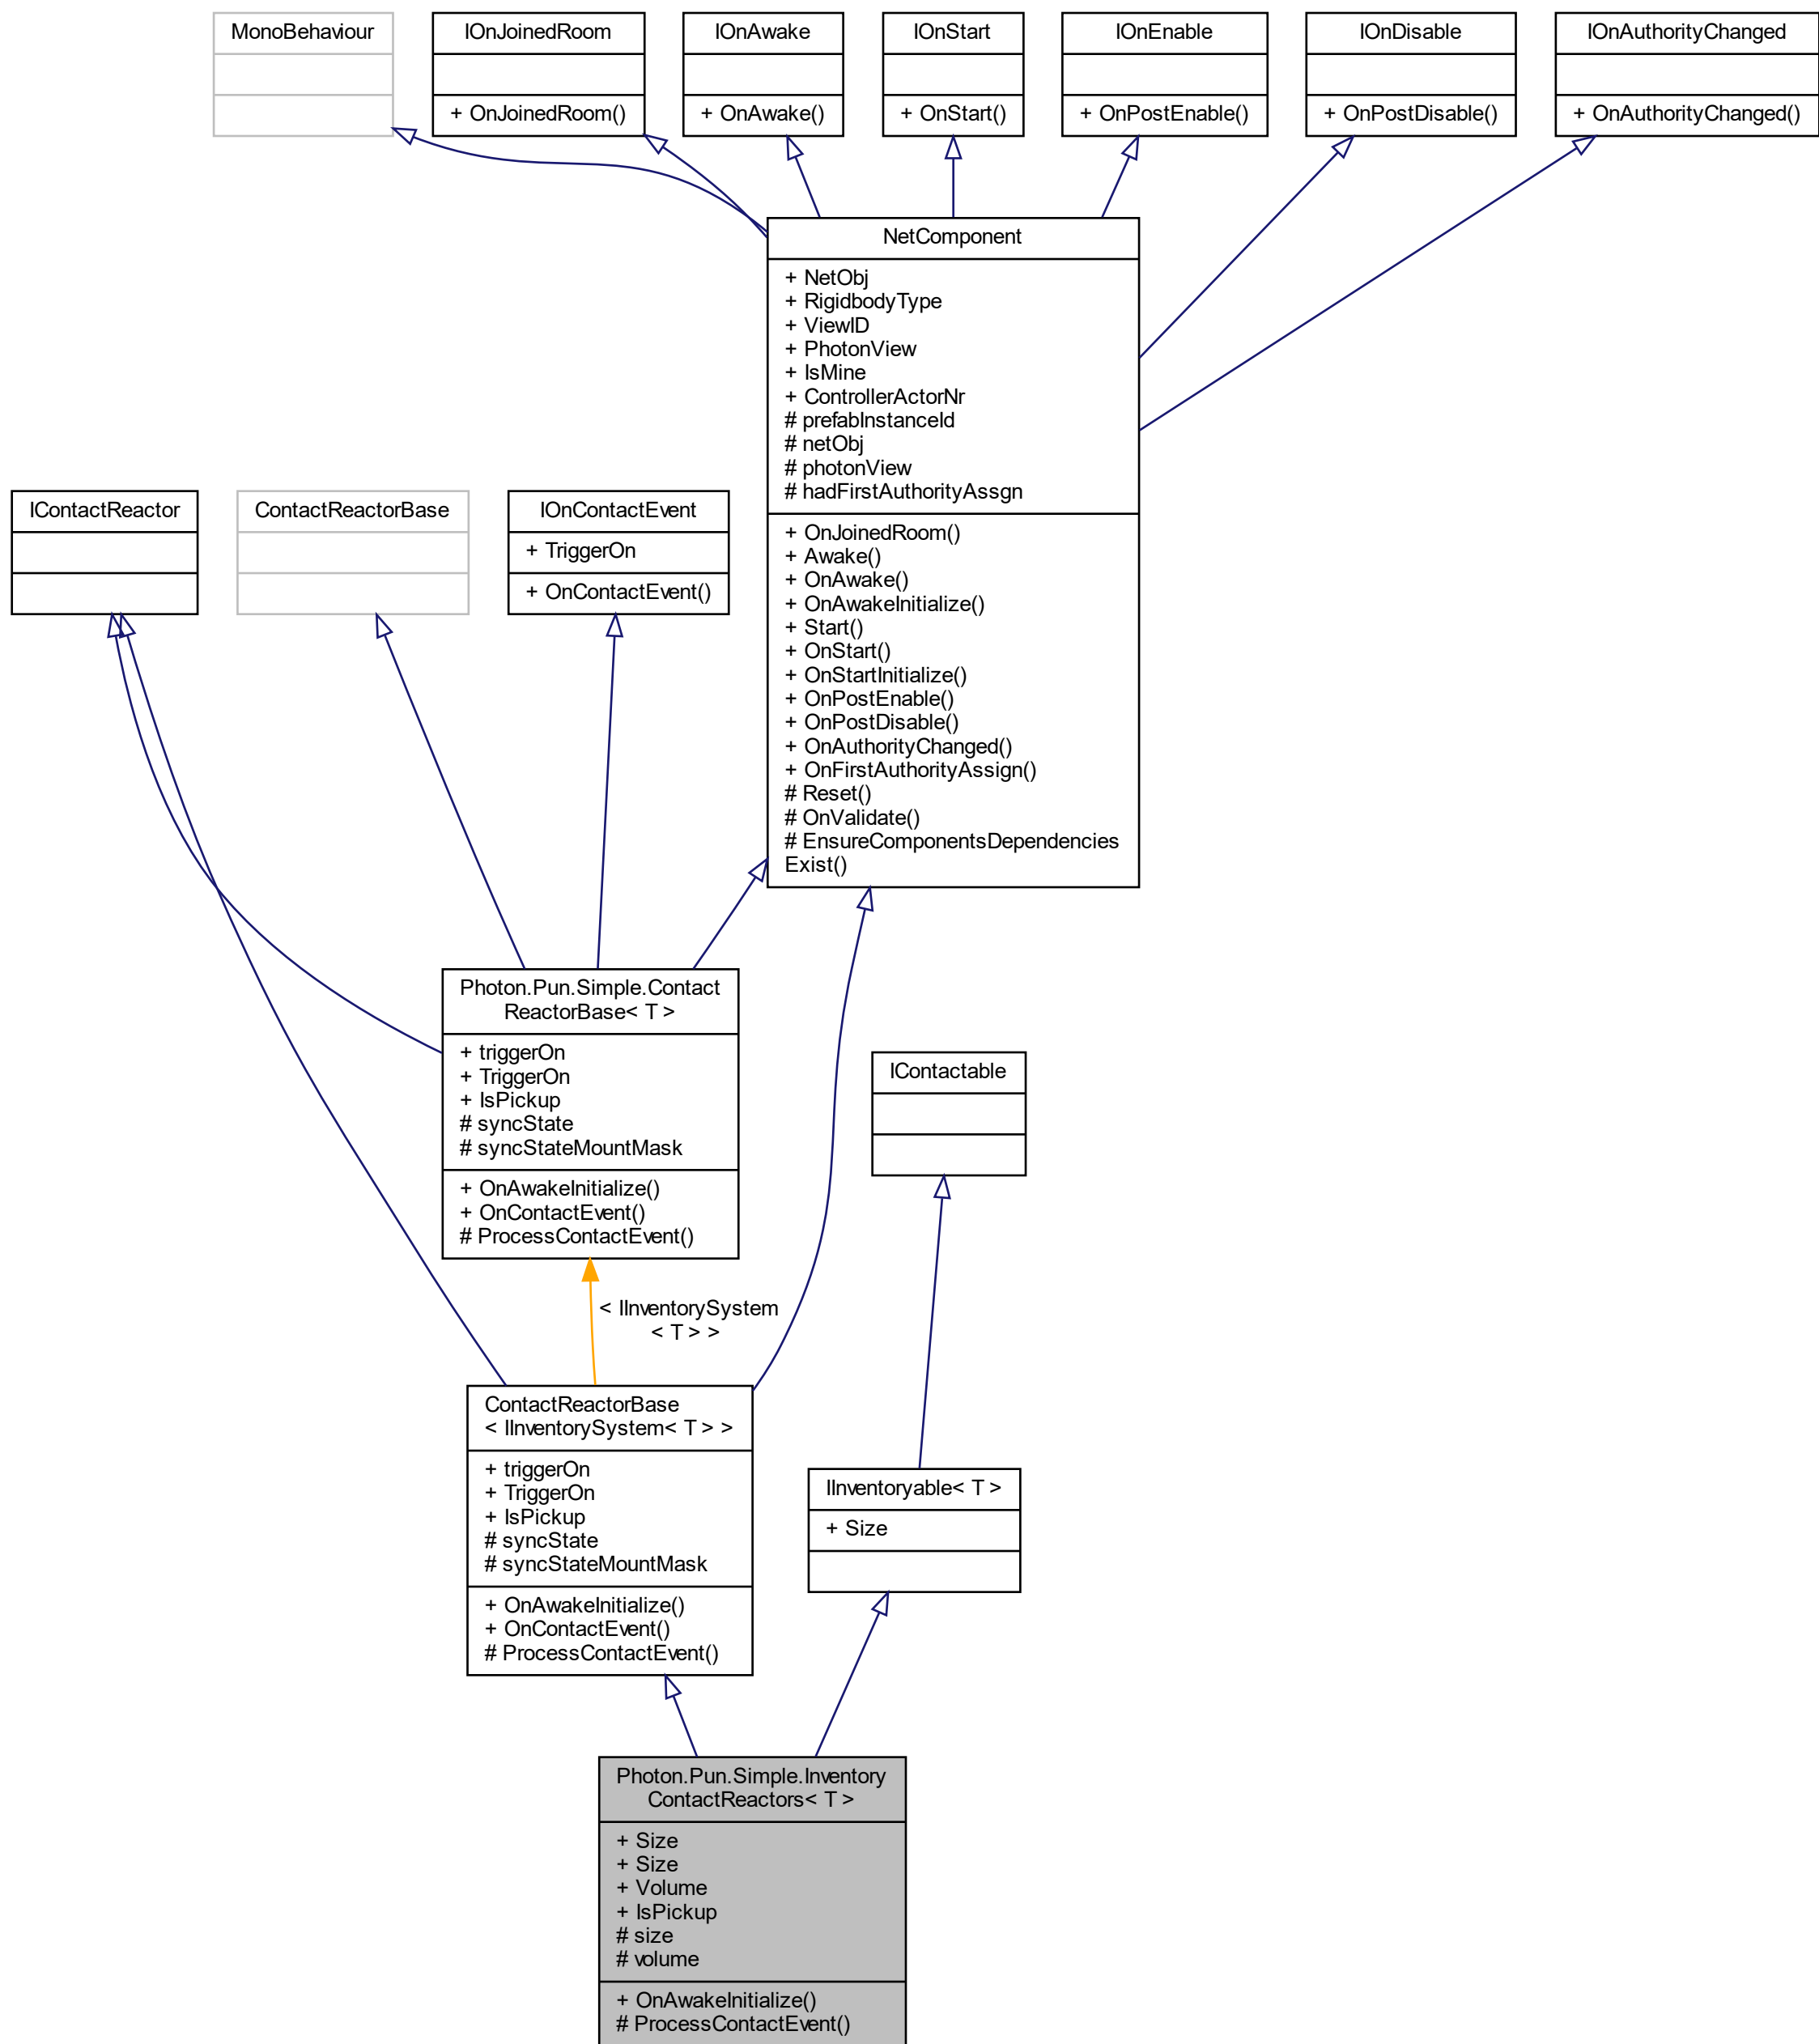 MonoBehaviour
IOnJoinedRoom
+ OnJoinedRoom()
IOnAwake
+ OnAwake()
IOnStart
+ OnStart()
IOnEnable
+ OnPostEnable()
IOnDisable
+ OnPostDisable()
IOnAuthorityChanged
+ OnAuthorityChanged()
NetComponent
+ NetObj
+ RigidbodyType
+ ViewID
+ PhotonView
+ IsMine
+ ControllerActorNr
# prefabInstanceId
# netObj
# photonView
# hadFirstAuthorityAssgn
+ OnJoinedRoom()
+ Awake()
+ OnAwake()
+ OnAwakeInitialize()
+ Start()
+ OnStart()
+ OnStartInitialize()
+ OnPostEnable()
+ OnPostDisable()
+ OnAuthorityChanged()
+ OnFirstAuthorityAssign()
# Reset()
# OnValidate()
# EnsureComponentsDependencies
Exist()
IContactReactor
ContactReactorBase
IOnContactEvent
+ TriggerOn
+ OnContactEvent()
Photon.Pun.Simple.Contact
ReactorBase< T >
+ triggerOn
+ TriggerOn
+ IsPickup
# syncState
# syncStateMountMask
+ OnAwakeInitialize()
+ OnContactEvent()
# ProcessContactEvent()
IContactable
< IInventorySystem
< T > >
ContactReactorBase
< IInventorySystem< T > >
+ triggerOn
+ TriggerOn
+ IsPickup
# syncState
# syncStateMountMask
+ OnAwakeInitialize()
+ OnContactEvent()
# ProcessContactEvent()
IInventoryable< T >
+ Size
Photon.Pun.Simple.Inventory
ContactReactors< T >
+ Size
+ Size
+ Volume
+ IsPickup
# size
# volume
+ OnAwakeInitialize()
# ProcessContactEvent()